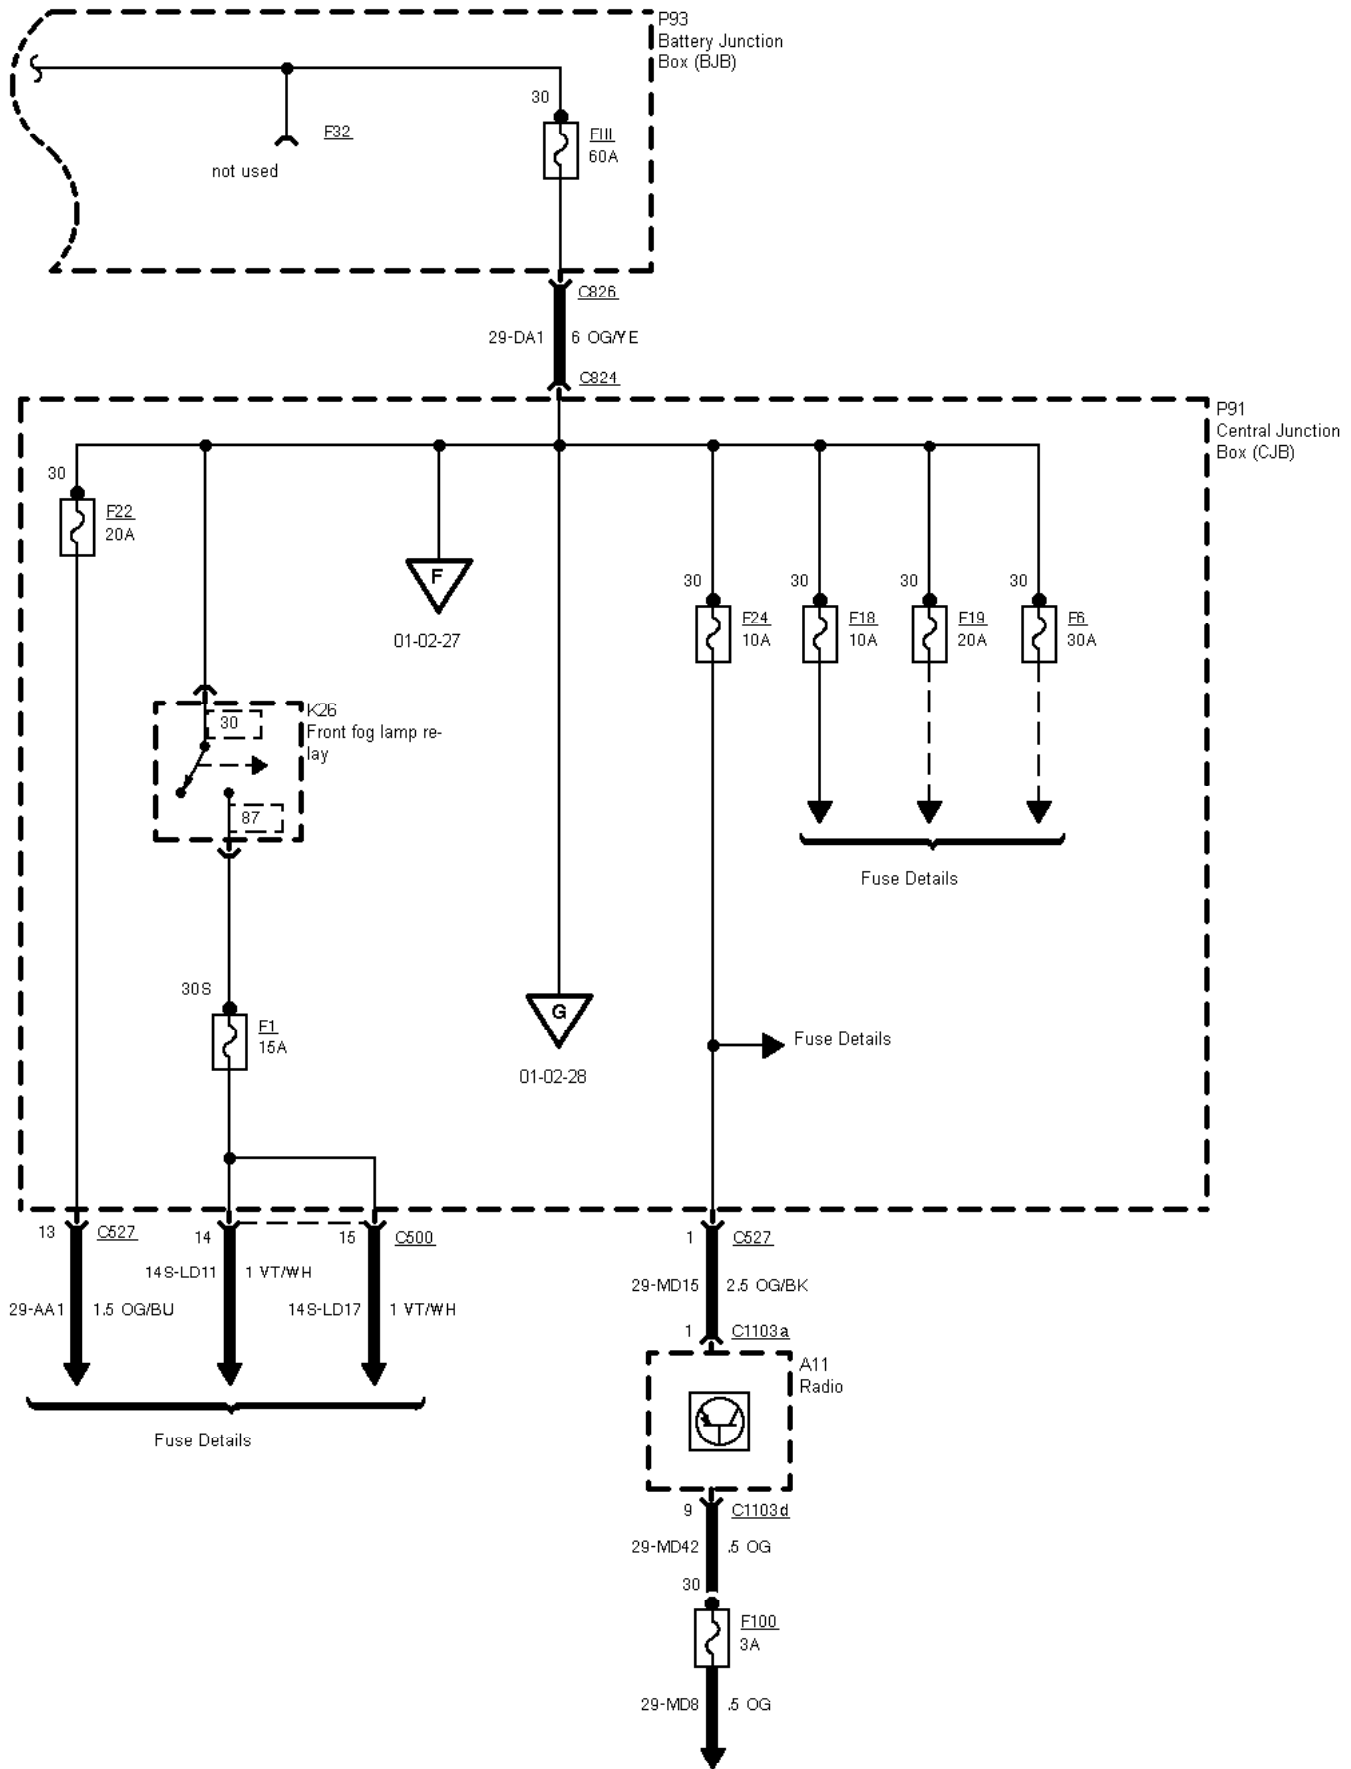 P93
Battery Junction
Box (BJB)
30
F32
FIII
60A
not used
C826
29-DA1 6 OG/YE
C824
P91
Central Junction
Box (CJB)
30
F22
20A
F
01-02-27
30
F24
10A
30
F18
10A
30
F19
20A
30
F6
30A
K26
Front fog lamp re-
lay
30
87
Fuse Details
30S
F1
15A
G
01-02-28
Fuse Details
13 C527
14
15 C500
1 C527
14S-LD11 1 VT/WH
29-AA1 1.5 OG/BU
14S-LD17 1 VT/WH
29-MD15 2.5 OG/BK
1 C1103a
A11
Radio
Fuse Details
9 C1103d
29-MD42 .5 OG
30
F100
3A
29-MD8 .5 OG